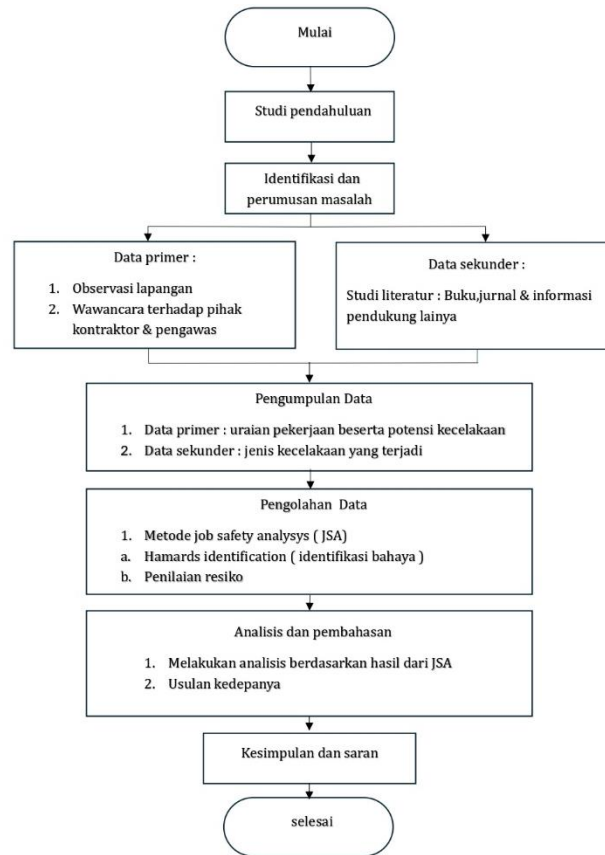 Mulai
Studi pendahuluan
Identifikasi dan
perumusan masalah
Data primer :
1. Observasi lapangan
2. Wawancara terhadap pihak
kontraktor & pengawas
Data sekunder :
Studi literatur : Buku,jurnal & informasi
pendukung lainya
Pengumpulan Data
1. Data primer : uraian pekerjaan beserta potensi kecelakaan
2. Data sekunder : jenis kecelakaan yang terjadi
Pengolahan Data
1. Metode job safety analysys ( JSA)
a. Hamards identification ( identifikasi bahaya )
b. Penilaian resiko
Analisis dan pembahasan
1. Melakukan analisis berdasarkan hasil dari JSA
2. Usulan kedepanya
Kesimpulan dan saran
selesai